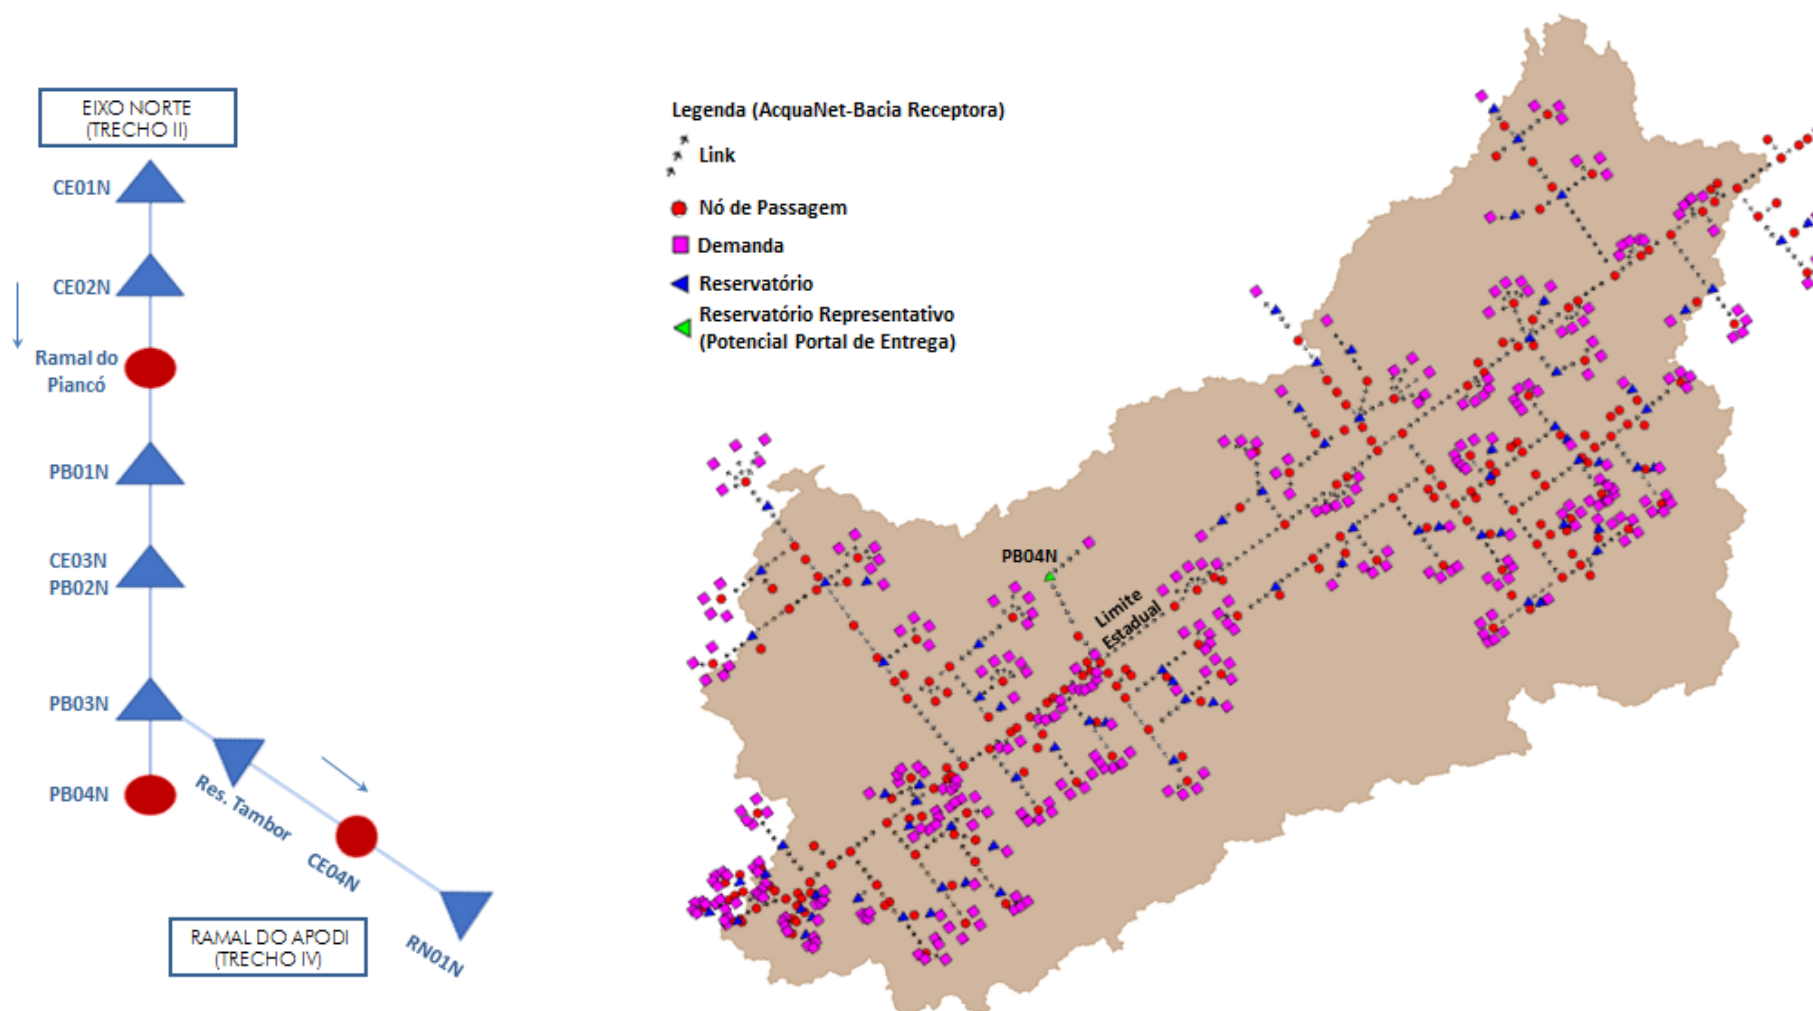 EIXO NORTE
(TRECHO II)
CE01N
CE02N
Ramal do
Piancó
PB01N
CE03N
PB02N
PB03N
PB04N
Res. Tambor
CE04N
RN01N
RAMAL DO APODI
(TRECHO IV)
Legenda (AcquaNet-Bacia Receptora)
Link
Nó de Passagem
Demanda
Reservatório
Reservatório Representativo
(Potencial Portal de Entrega)
PB04N
Limite
Estadual